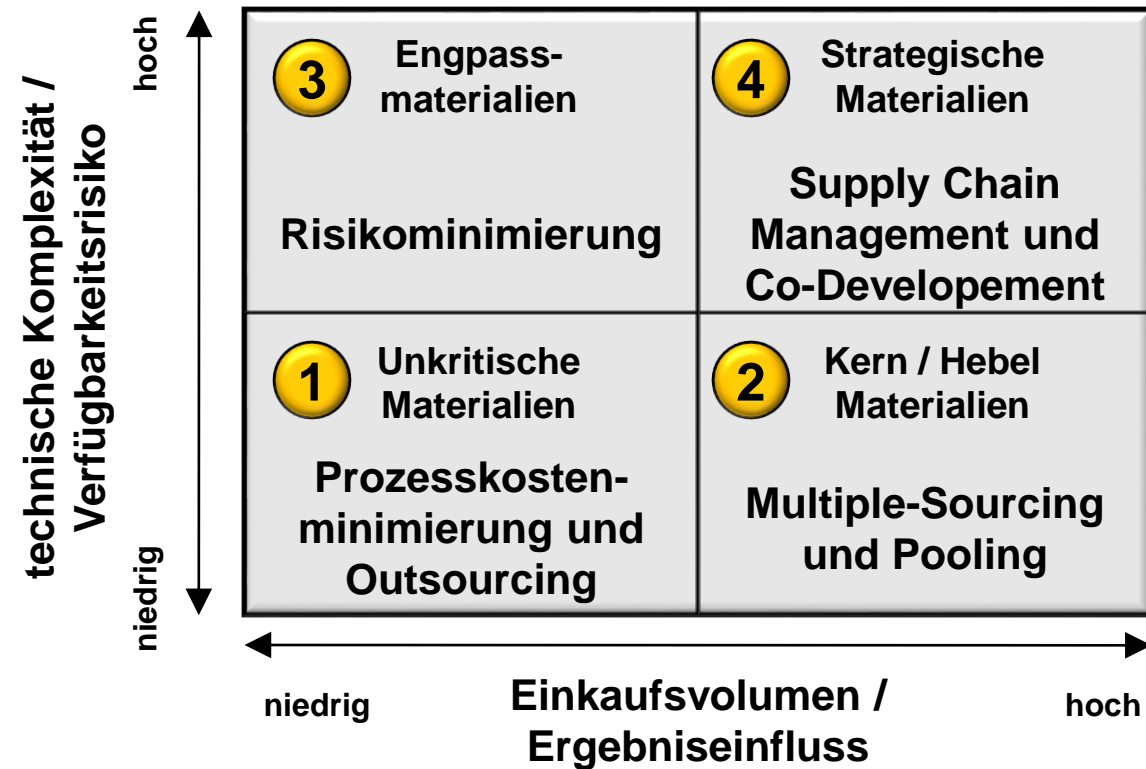 technische Komplexität /
Verfügbarkeitsrisiko
hoch
niedrig
3
Engpass-
materialien
Risikominimierung
4
Strategische
Materialien
Supply Chain
Management und
Co-Developement
1
Unkritische
Materialien
Prozesskosten-
minimierung und
Outsourcing
2
Kern / Hebel
Materialien
Multiple-Sourcing
und Pooling
niedrig
Einkaufsvolumen /
Ergebniseinfluss
hoch